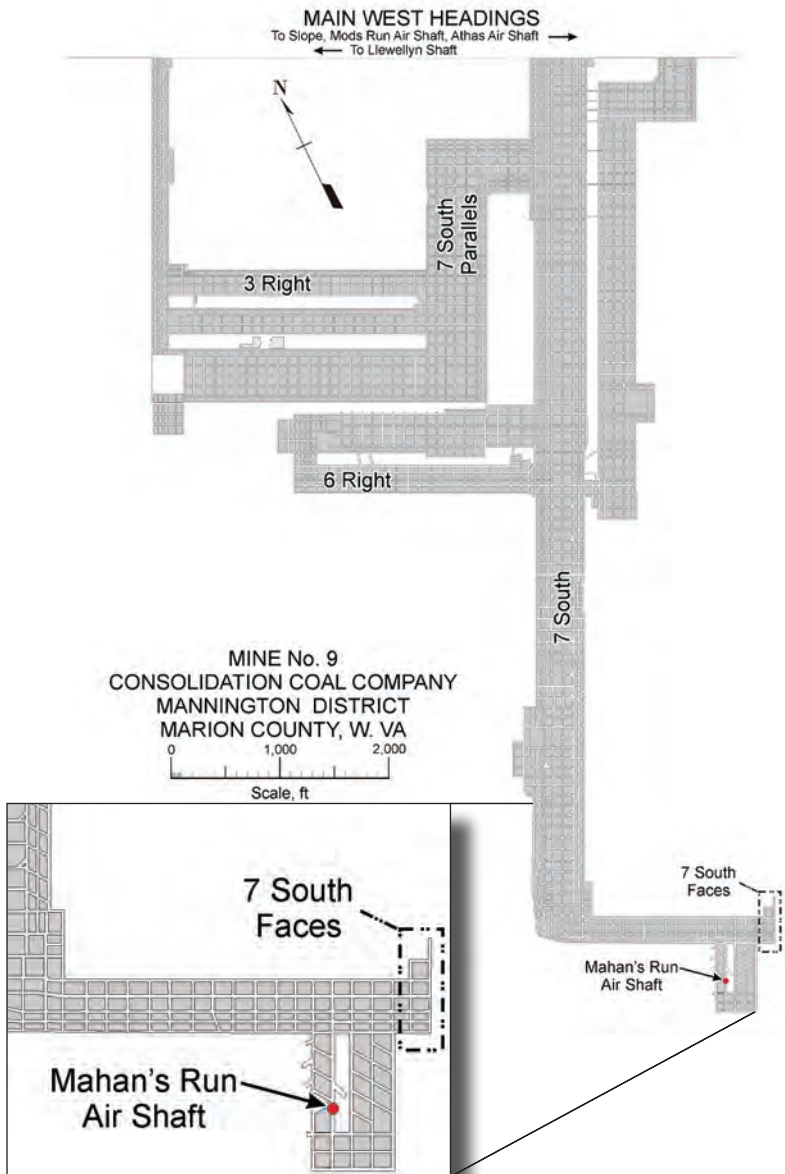 MAIN WEST HEADINGS
To Slope, Mods Run Air Shaft, Athas Air Shaft
To Llewellyn Shaft
N
7 South
Parallels
3 Right
6 Right
7 South
MINE No. 9
CONSOLIDATION COAL COMPANY
MANNINGTON DISTRICT
MARION COUNTY, W. VA
0 1,000 2,000
Scale, ft
7 South
Faces
Mahan's Run
Air Shaft
7 South
Faces
Mahan's Run
Air Shaft